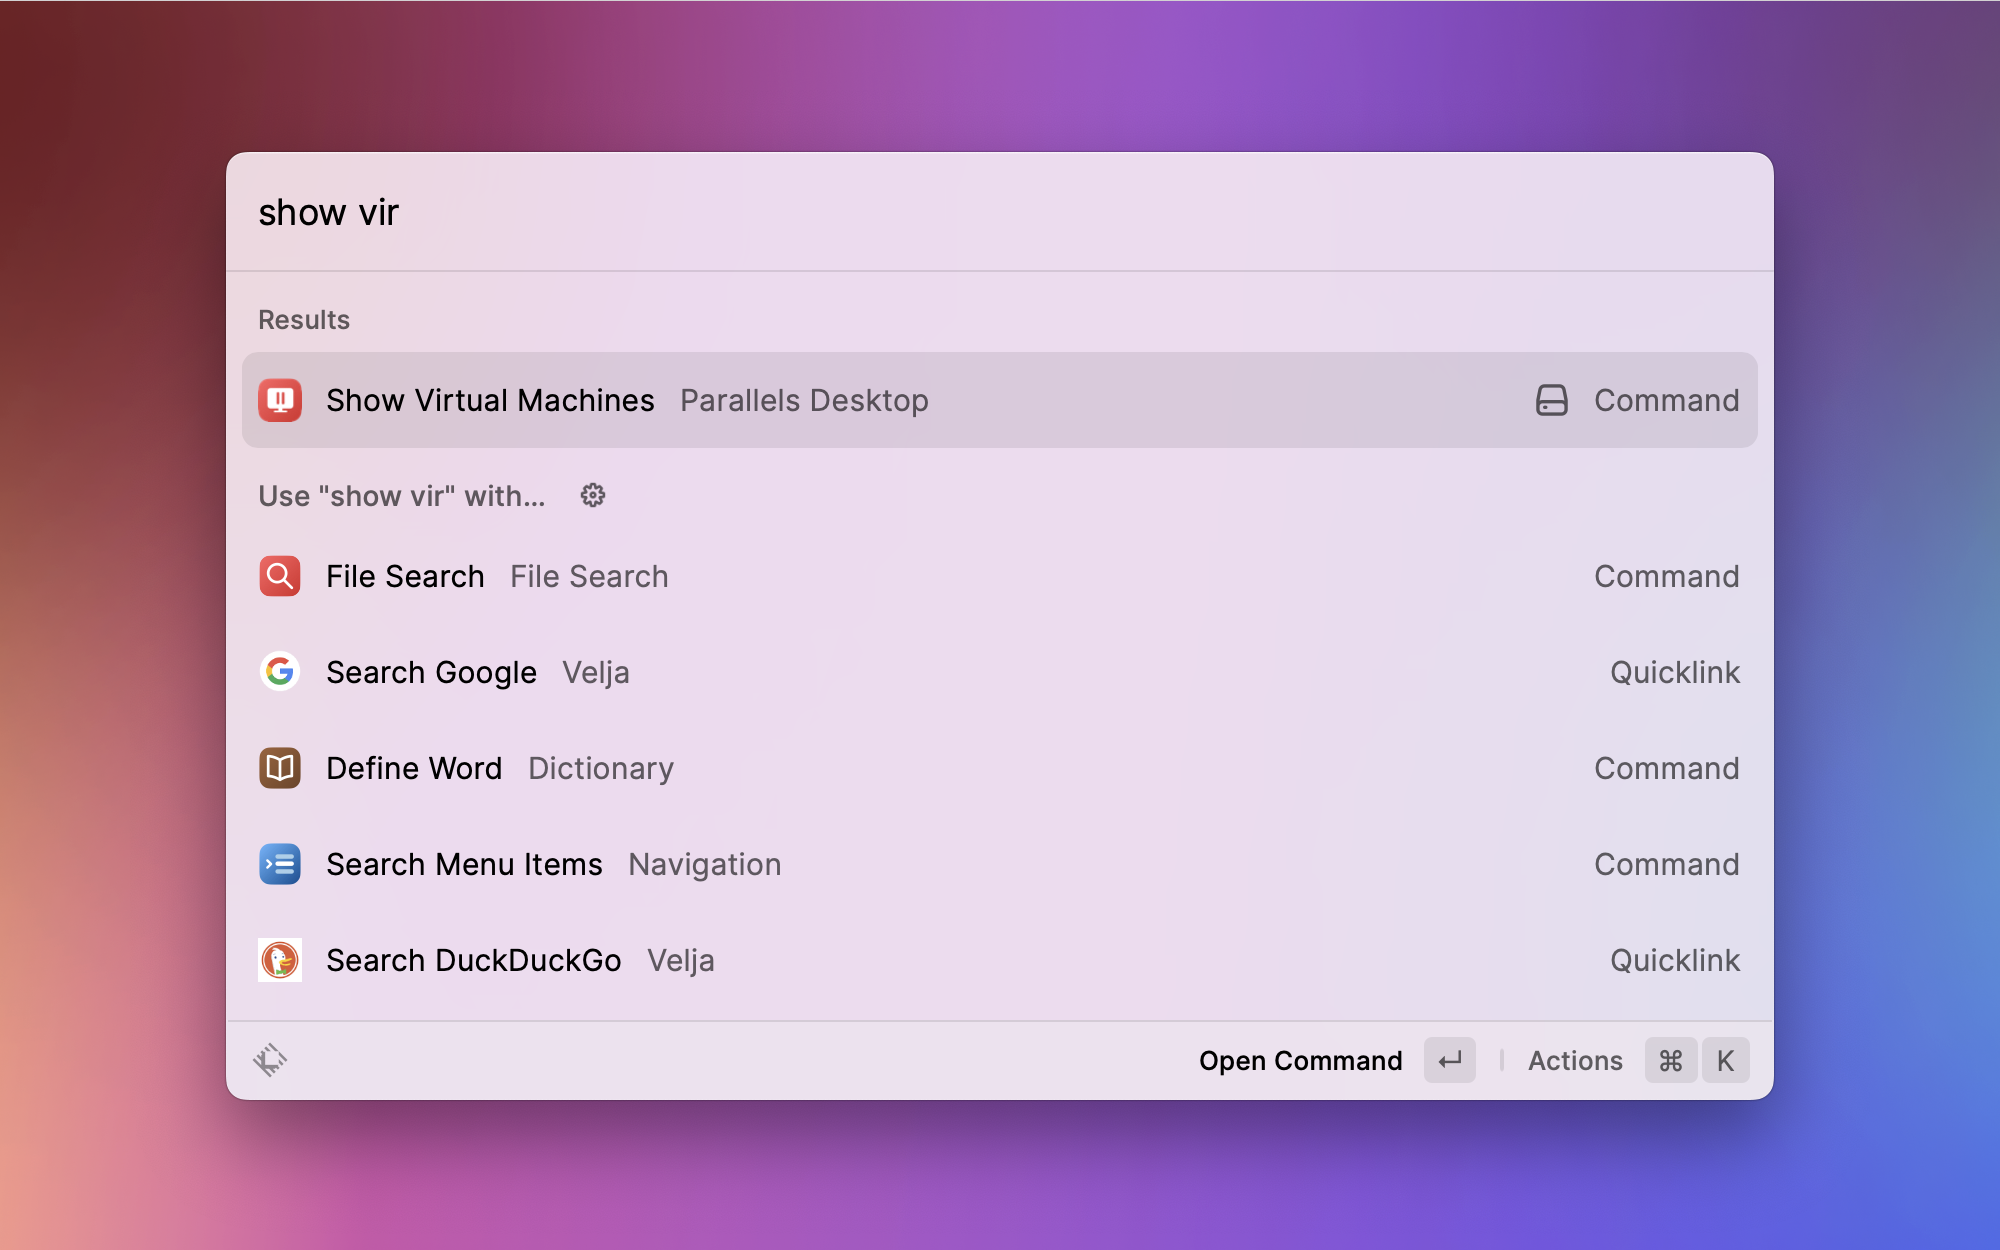 show vir
Results
Show Virtual Machines Parallels Desktop Command
Use "show vir" with...
File Search File Search Command
Search Google Velja Quicklink
Define Word Dictionary Command
Search Menu Items Navigation Command
Search DuckDuckGo Velja Quicklink
Open Command ↵ Actions ⌘ K